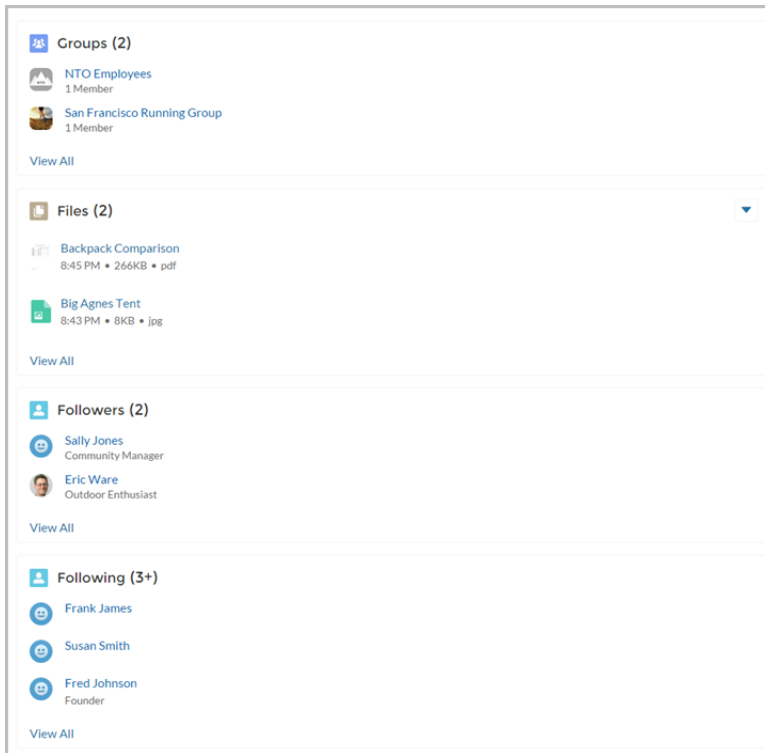 Groups (2)
NTO Employees
1 Member
San Francisco Running Group
1 Member
View All
Files (2)
Backpack Comparison
8:45 PM • 266KB • pdf
Big Agnes Tent
8:43 PM • 8KB • jpg
View All
Followers (2)
Sally Jones
Community Manager
Eric Ware
Outdoor Enthusiast
View All
Following (3+)
Frank James
Susan Smith
Fred Johnson
Founder
View All